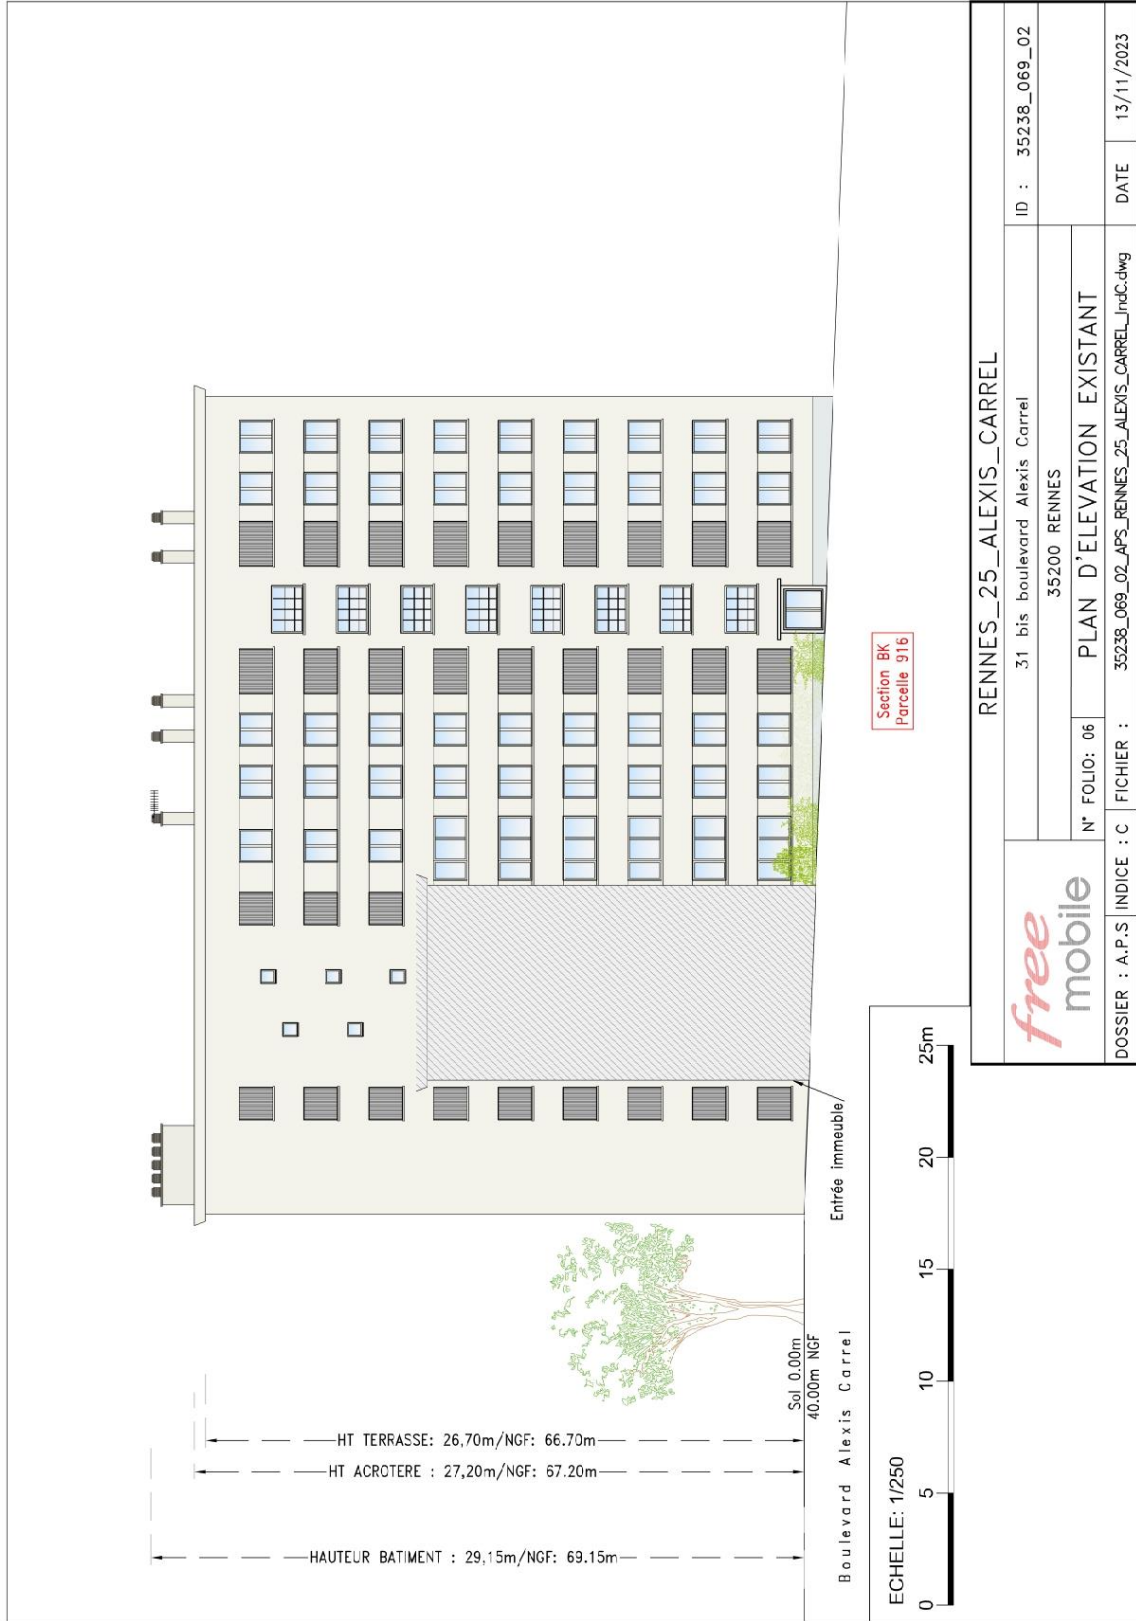 HT TERRASSE: 26,70m/NGF: 66.70m
HT ACROTERE : 27,20m/NGF: 67.20m
HAUTEUR BATIMENT : 29,15m/NGF: 69.15m
Sol 0.00m
40.00m NGF
Boulevard Alexis Carrel
Entrée immeuble
Section BK
Parcelle 916
ECHELLE: 1/250
0 5 10 15 20 25m
RENNES_25_ALEXIS_CARREL
free
mobile
31 bis boulevard Alexis Carrel
ID : 35238_069_02
35200 RENNES
N° FOLIO: 06
PLAN D'ELEVATION EXISTANT
DOSSIER : A.P.S
INDICE : C
FICHIER : 35238_069_02_APS_RENNES_25_ALEXIS_CARREL_IndC.dwg
DATE 13/11/2023